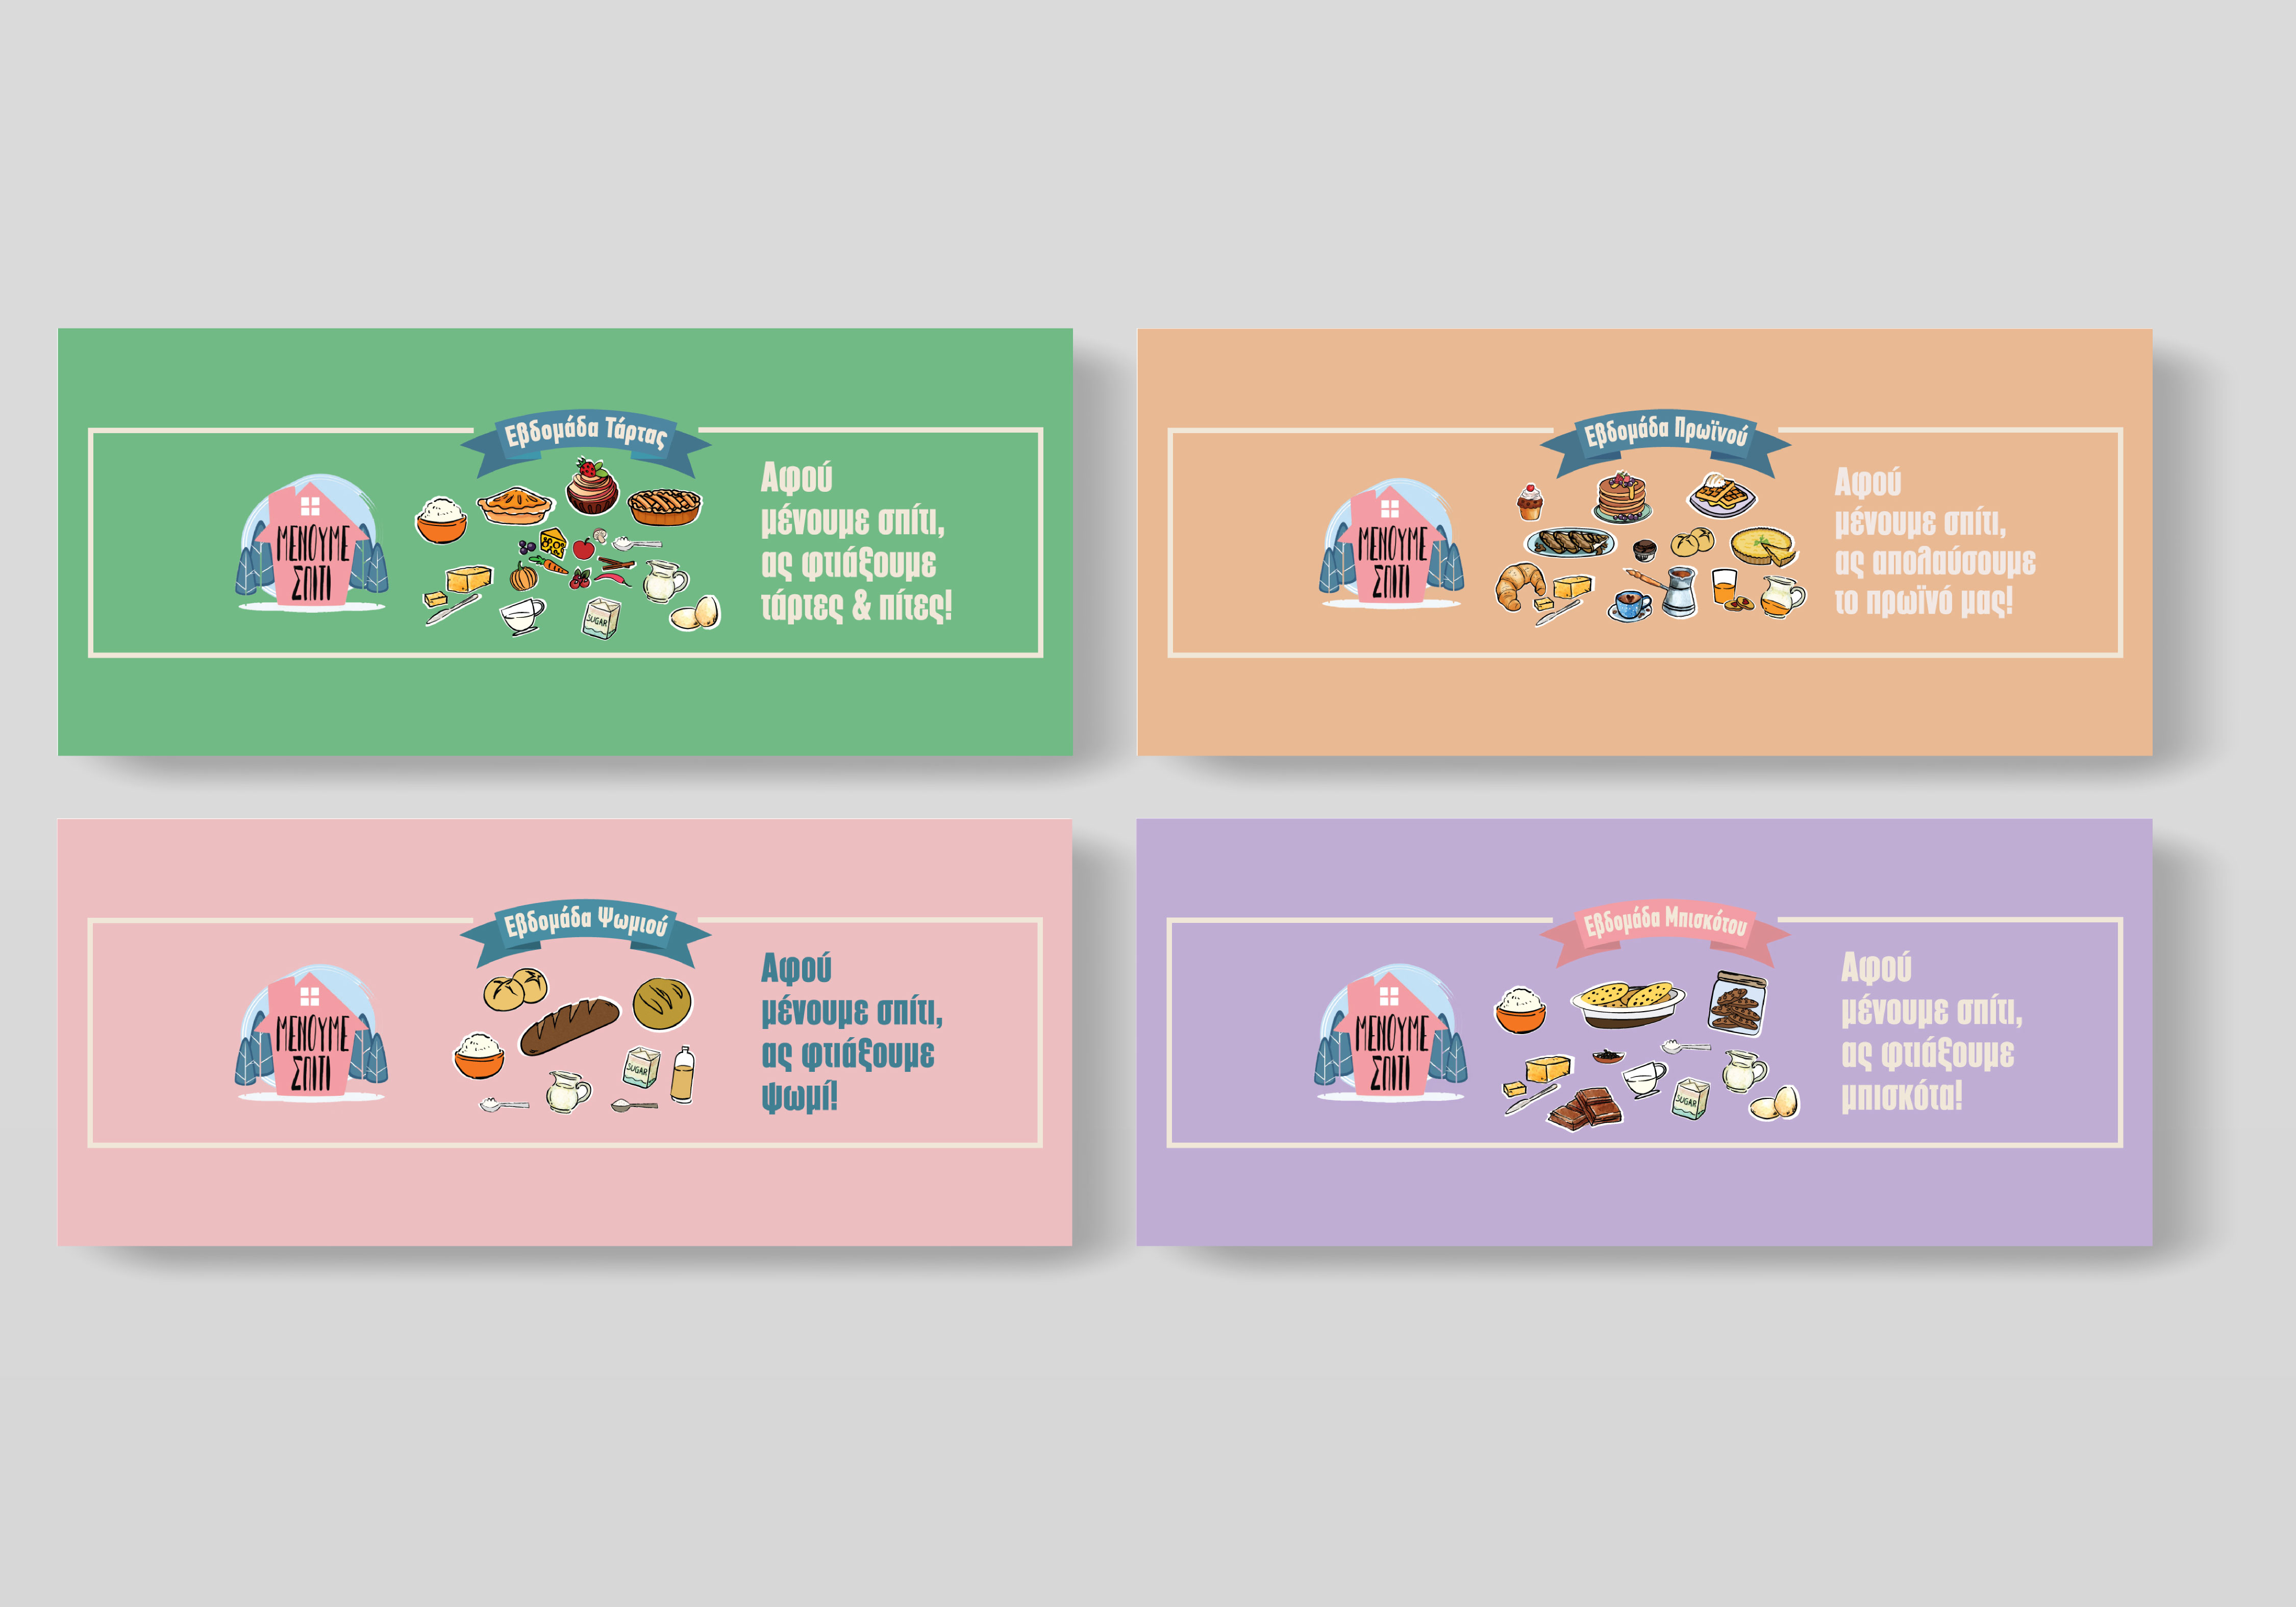 Εβδομάδα Τάρτας
ΜΕΝΟΥΜΕ
ΣΠΙΤΙ
SUGAR
Αφού
μένουμε σπίτι,
ας φτιάξουμε
τάρτες & πίτες!
Εβδομάδα Πρωϊνού
ΜΕΝΟΥΜΕ
ΣΠΙΤΙ
Αφού
μένουμε σπίτι,
ας απολαύσουμε
το πρωϊνό μας!
Εβδομάδα Ψωμιού
ΜΕΝΟΥΜΕ
ΣΠΙΤΙ
SUGAR
Αφού
μένουμε σπίτι,
ας φτιάξουμε
ψωμί!
Εβδομάδα Μπισκότου
ΜΕΝΟΥΜΕ
ΣΠΙΤΙ
SUGAR
Αφού
μένουμε σπίτι,
ας φτιάξουμε
μπισκότα!